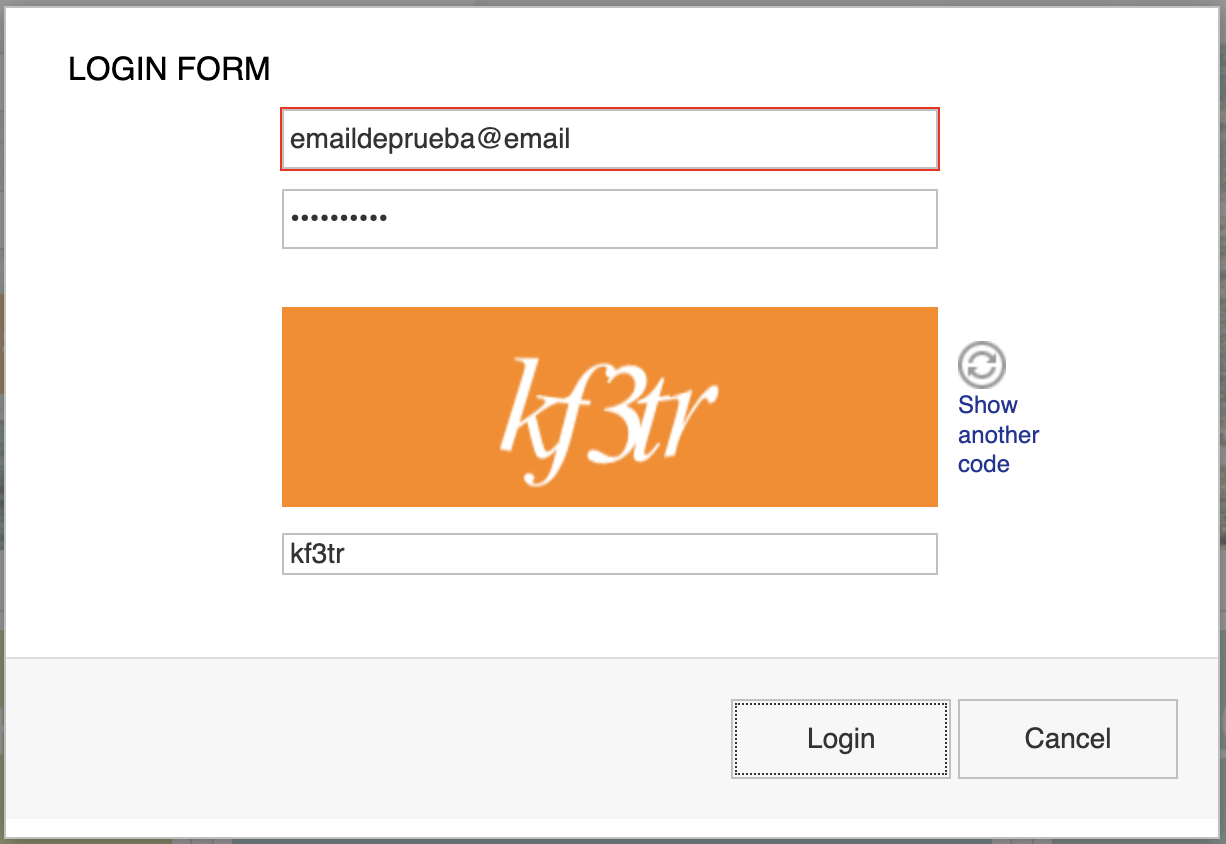 LOGIN FORM
emaildeprueba@email
••••••••••
kf3tr
Show
another
code
kf3tr
Login
Cancel